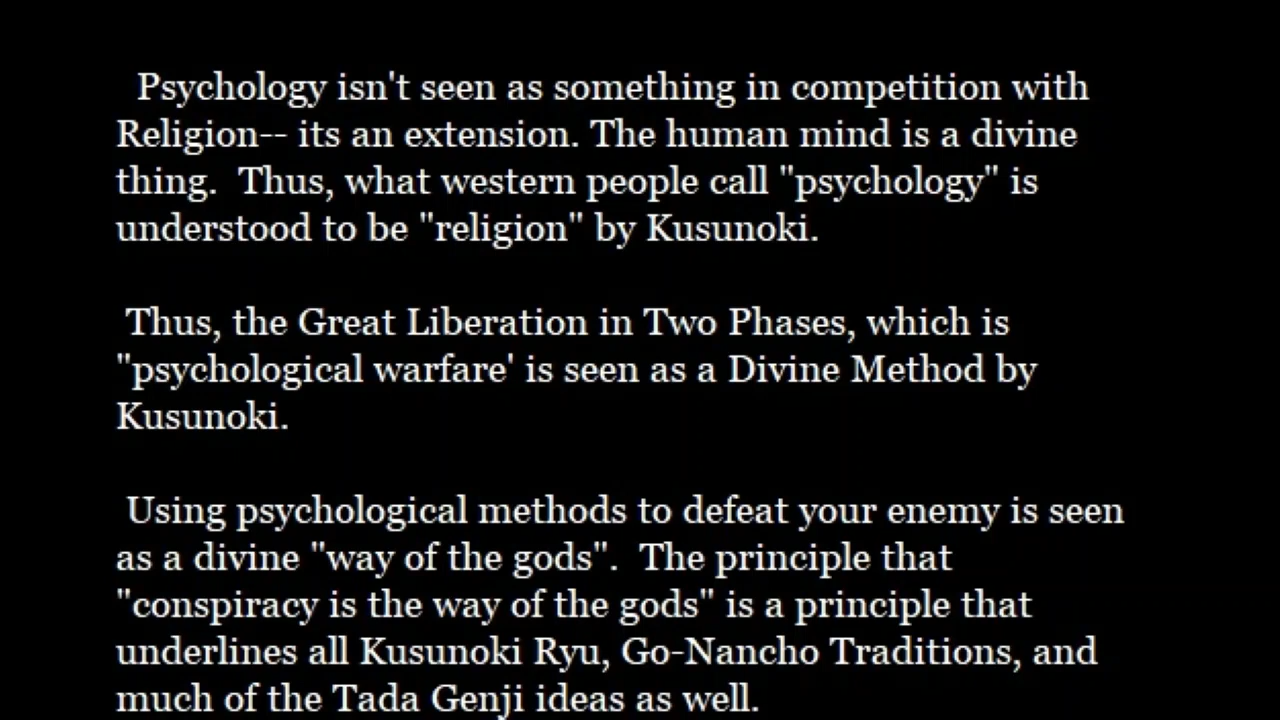 Psychology isn't seen as something in competition with
Religion-- its an extension. The human mind is a divine
thing.  Thus, what western people call "psychology" is
understood to be "religion" by Kusunoki.
Thus, the Great Liberation in Two Phases, which is
"psychological warfare' is seen as a Divine Method by
Kusunoki.
Using psychological methods to defeat your enemy is seen
as a divine "way of the gods".  The principle that
"conspiracy is the way of the gods" is a principle that
underlines all Kusunoki Ryu, Go-Nancho Traditions, and
much of the Tada Genji ideas as well.